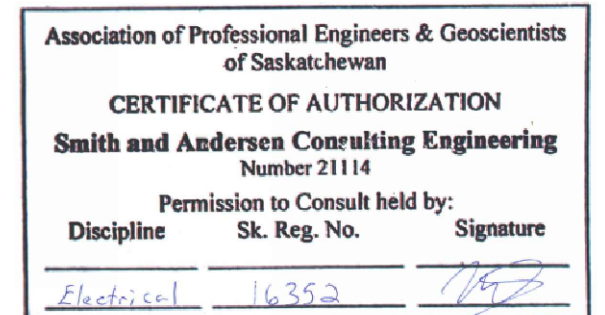 Association of Professional Engineers & Geoscientists
of Saskatchewan
CERTIFICATE OF AUTHORIZATION
Smith and Andersen Consulting Engineering
Number 21114
Permission to Consult held by:
Discipline Sk. Reg. No. Signature
Electrical 16352